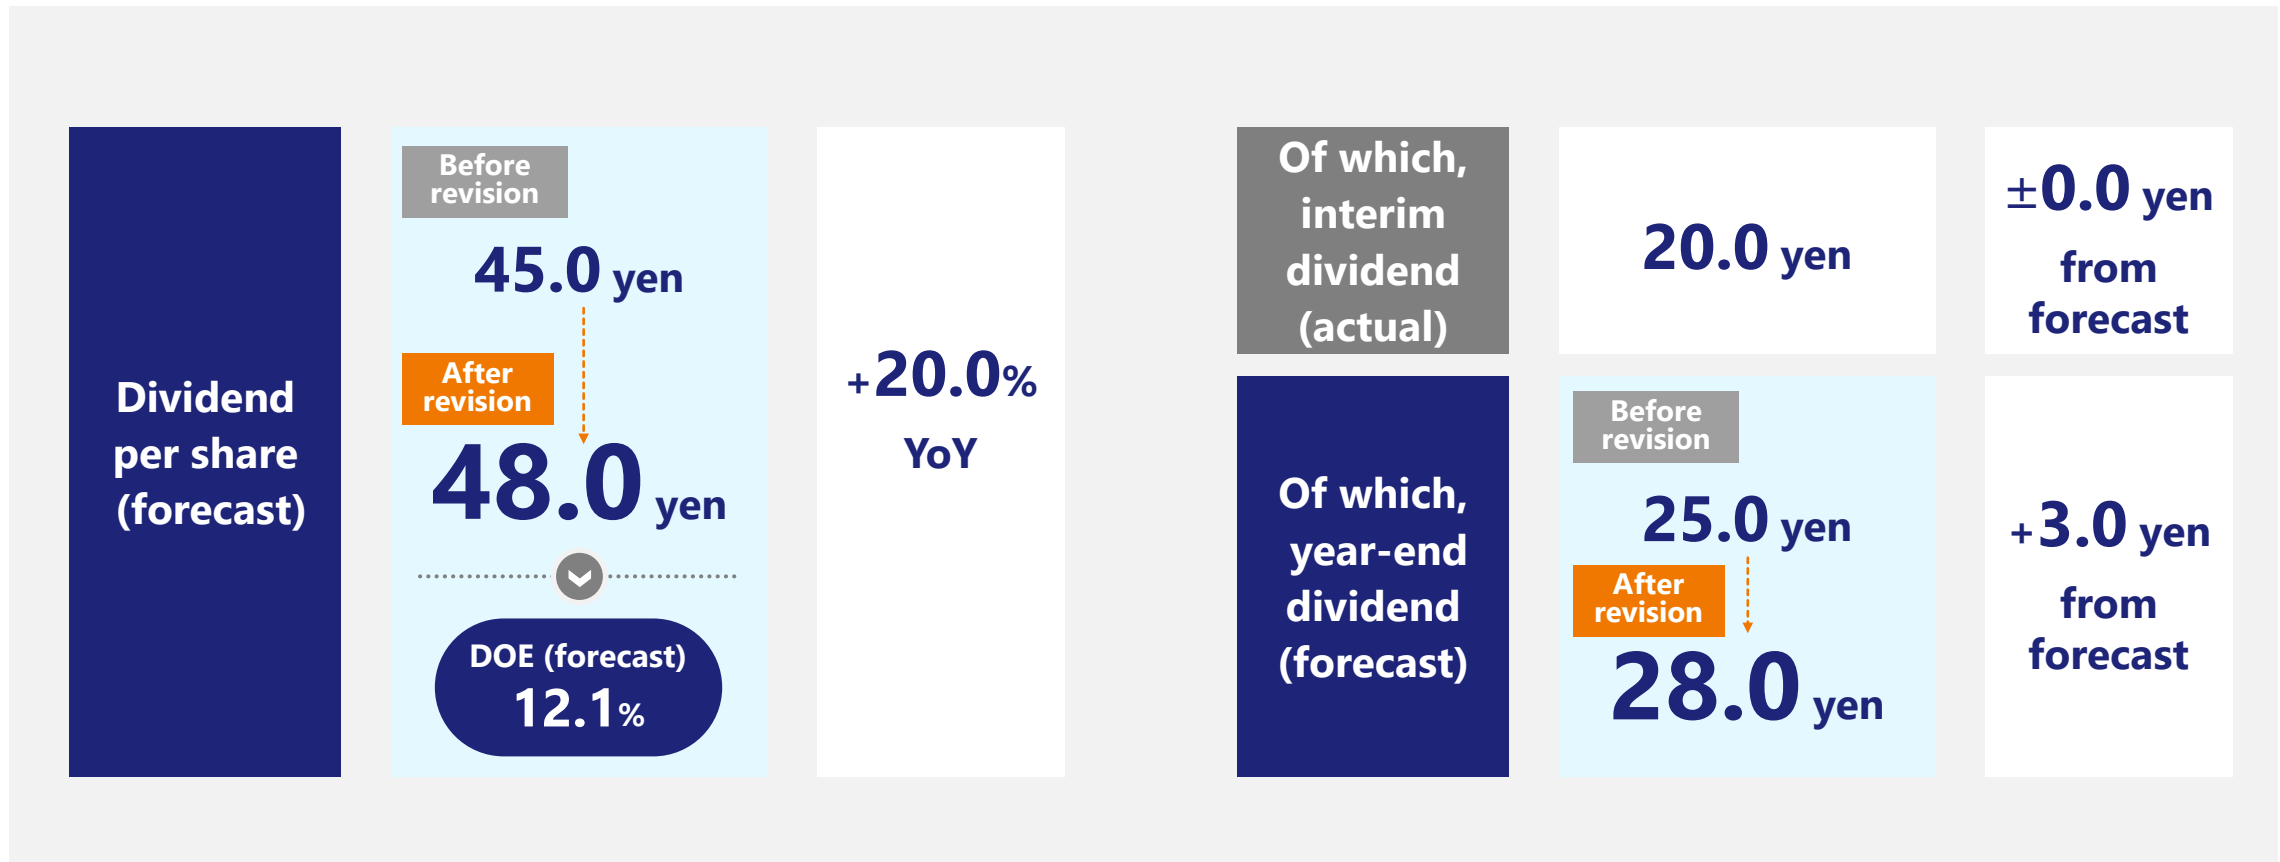 Dividend
per share
(forecast)
Before
revision
45.0 yen
After
revision
48.0 yen
DOE (forecast)
12.1%
+20.0%
YoY
Of which,
interim
dividend
(actual)
20.0 yen
±0.0 yen
from
forecast
Of which,
year-end
dividend
(forecast)
Before
revision
25.0 yen
After
revision
28.0 yen
+3.0 yen
from
forecast